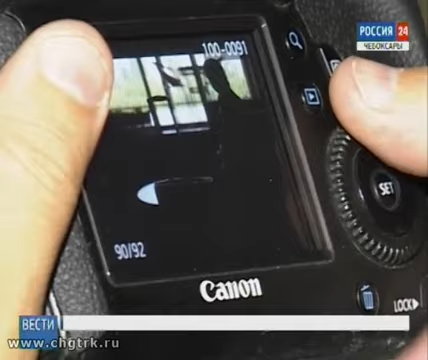 РОССИЯ 24
ЧЕБОКСАРЫ
100-0091
SET
90/92
Canon
LOCK▶
ВЕСТИ
www.chgtrk.ru